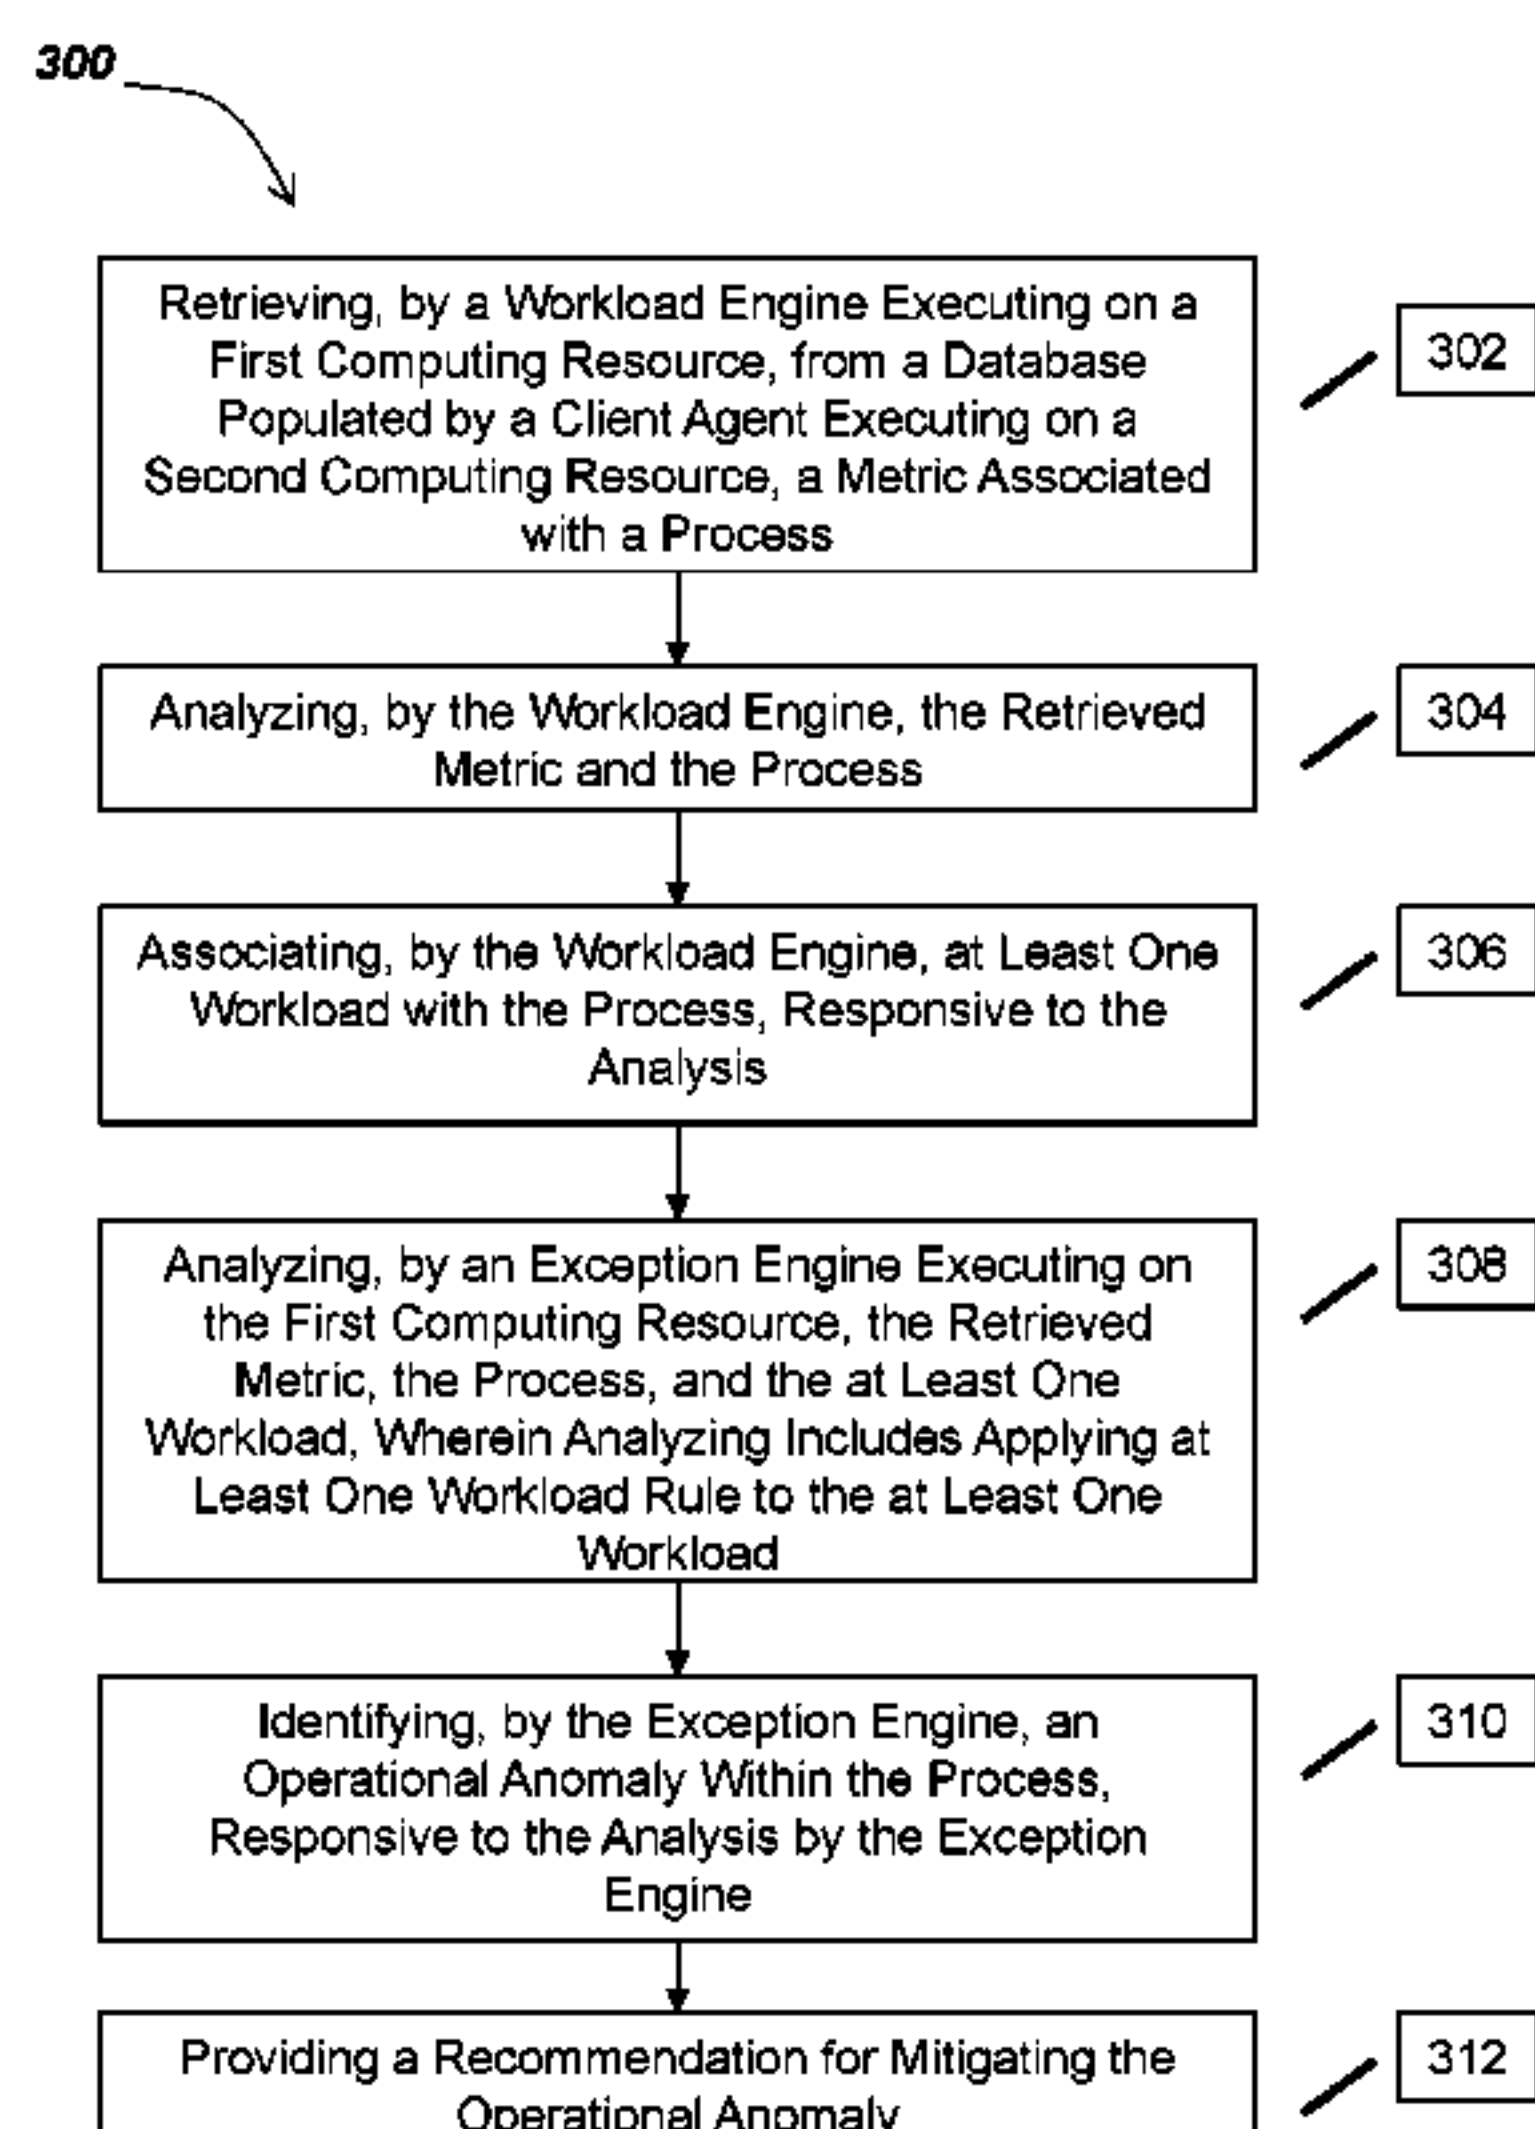 300
Retrieving, by a Workload Engine Executing on a
First Computing Resource, from a Database
Populated by a Client Agent Executing on a
Second Computing Resource, a Metric Associated
with a Process
302
Analyzing, by the Workload Engine, the Retrieved
Metric and the Process
304
Associating, by the Workload Engine, at Least One
Workload with the Process, Responsive to the
Analysis
306
Analyzing, by an Exception Engine Executing on
the First Computing Resource, the Retrieved
Metric, the Process, and the at Least One
Workload, Wherein Analyzing Includes Applying at
Least One Workload Rule to the at Least One
Workload
308
Identifying, by the Exception Engine, an
Operational Anomaly Within the Process,
Responsive to the Analysis by the Exception
Engine
310
Providing a Recommendation for Mitigating the
Operational Anomaly
312